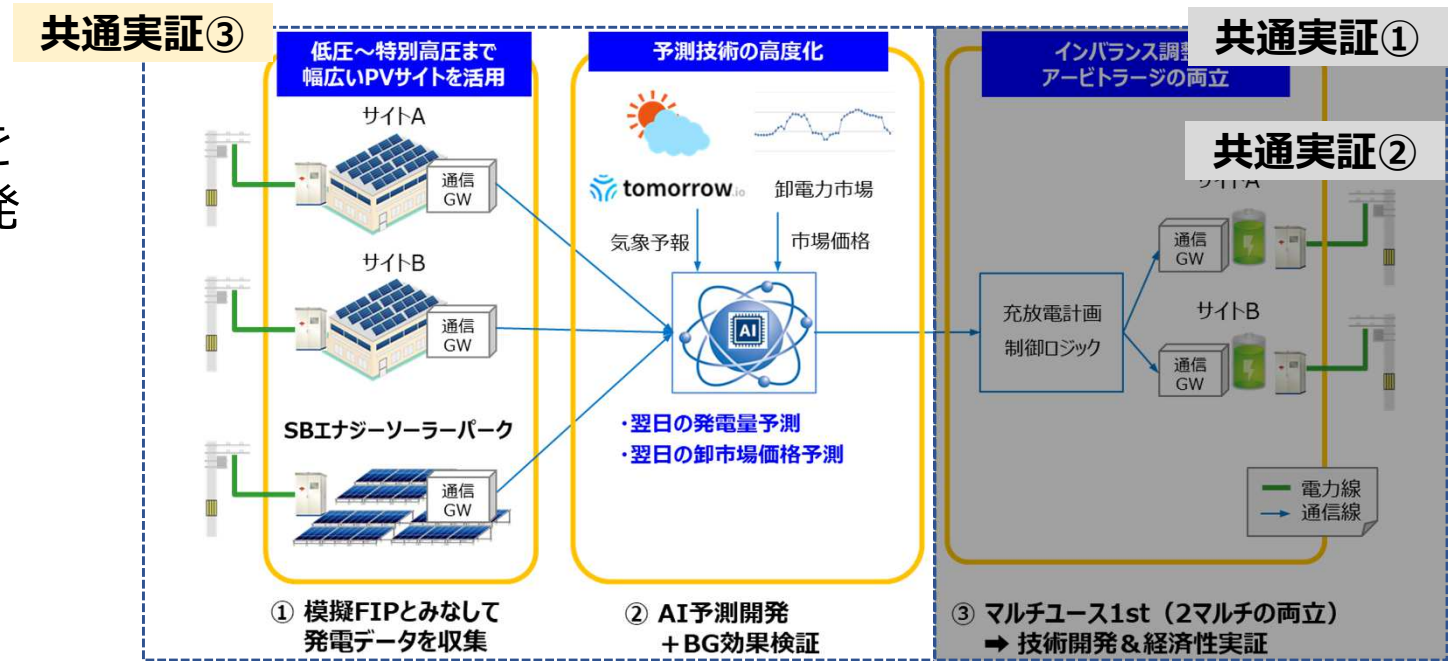 共通実証③
共通実証①
共通実証②
と
発
低圧～特別高圧まで
幅広いPVサイトを活用
サイトA
通信
GW
サイトB
通信
GW
SBエナジーソーラーパーク
通信
GW
① 模擬FIPとみなして
発電データを収集
予測技術の高度化
tomorrow.io
卸電力市場
気象予報
市場価格
AI
・翌日の発電量予測
・翌日の卸市場価格予測
② AI予測開発
＋BG効果検証
インバランス調
アービトラージの両立
サイトA
通信
GW
充放電計画
制御ロジック
サイトB
通信
GW
電力線
通信線
③ マルチユース1st（2マルチの両立）
➡ 技術開発＆経済性実証